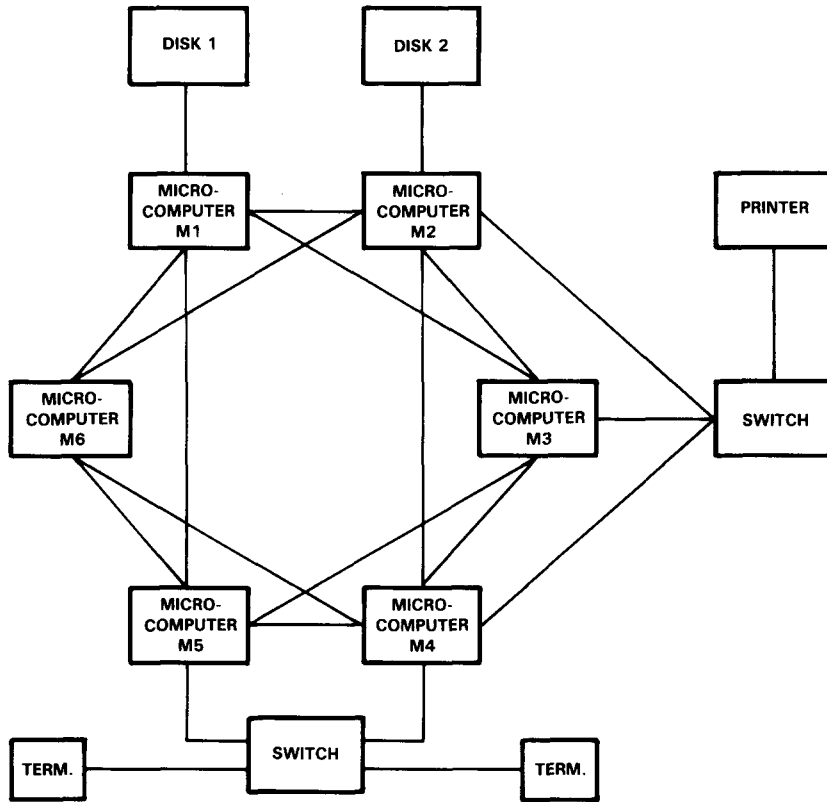 DISK 1
DISK 2
MICRO-
COMPUTER
M1
MICRO-
COMPUTER
M2
PRINTER
MICRO-
COMPUTER
M6
MICRO-
COMPUTER
M3
SWITCH
MICRO-
COMPUTER
M5
MICRO-
COMPUTER
M4
TERM.
SWITCH
TERM.